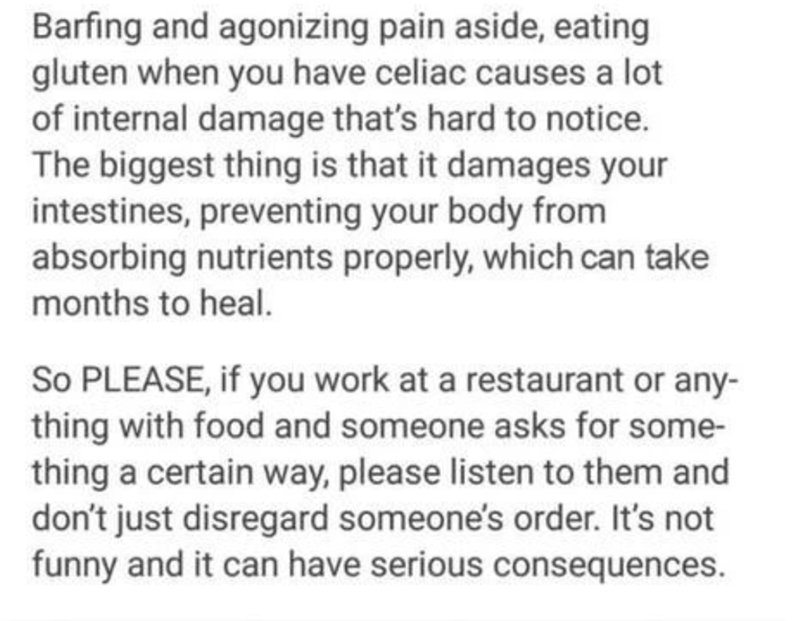 Barfing and agonizing pain aside, eating
gluten when you have celiac causes a lot
of internal damage that's hard to notice.
The biggest thing is that it damages your
intestines, preventing your body from
absorbing nutrients properly, which can take
months to heal.
So PLEASE, if you work at a restaurant or any-
thing with food and someone asks for some-
thing a certain way, please listen to them and
don't just disregard someone's order. It's not
funny and it can have serious consequences.